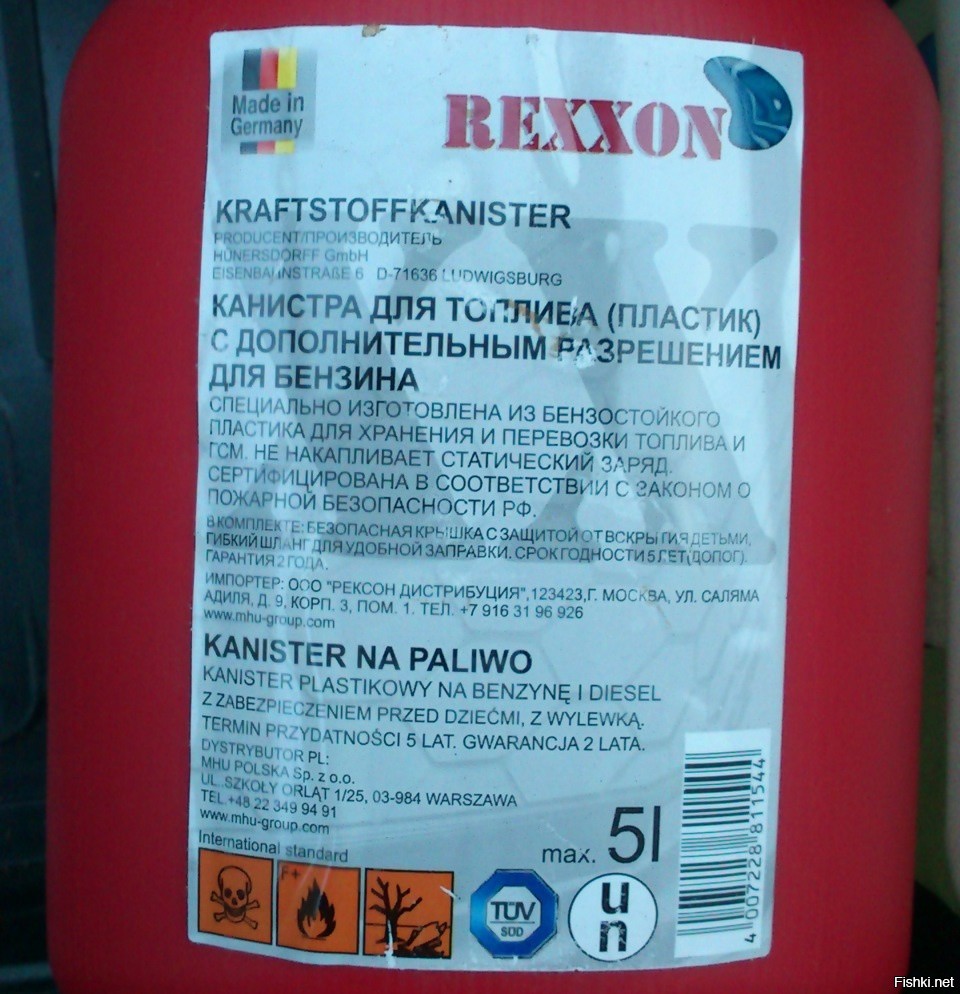 Made in
Germany
REXXON
KRAFTSTOFFKANISTER
PRODUCENT/ПРОИЗВОДИТЕЛЬ
HÜNERSDORFF GmbH
EISENBAHNSTRAßE 6 D-71636 LUDWIGSBURG
КАНИСТРА ДЛЯ ТОПЛИВА (ПЛАСТИК)
С ДОПОЛНИТЕЛЬНЫМ РАЗРЕШЕНИЕМ
ДЛЯ БЕНЗИНА
СПЕЦИАЛЬНО ИЗГОТОВЛЕНА ИЗ БЕНЗОСТОЙКОГО
ПЛАСТИКА ДЛЯ ХРАНЕНИЯ И ПЕРЕВОЗКИ ТОПЛИВА И
ГСМ. НЕ НАКАПЛИВАЕТ СТАТИЧЕСКИЙ ЗАРЯД.
СЕРТИФИЦИРОВАНА В СООТВЕТСТВИИ С ЗАКОНОМ О
ПОЖАРНОЙ БЕЗОПАСНОСТИ РФ.
В КОМПЛЕКТЕ: БЕЗОПАСНАЯ КРЫШКА С ЗАЩИТОЙ ОТ ВСКРЫТИЯ ДЕТЬМИ,
ГИБКИЙ ШЛАНГ ДЛЯ УДОБНОЙ ЗАПРАВКИ. СРОК ГОДНОСТИ 5 ЛЕТ(ДОПОГ).
ГАРАНТИЯ 2 ГОДА.
ИМПОРТЕР: ООО "РЕКСОН ДИСТРИБУЦИЯ",123423,Г. МОСКВА, УЛ. САЛЯМА
АДИЛЯ, Д. 9, КОРП. 3, ПОМ. 1. ТЕЛ. +7 916 31 96 926
www.mhu-group.com
KANISTER NA PALIWO
KANISTER PLASTIKOWY NA BENZYNĘ I DIESEL
Z ZABEZPIECZENIEM PRZED DZIEĆMI, Z WYLEWKĄ.
TERMIN PRZYDATNOŚCI 5 LAT. GWARANCJA 2 LATA.
DYSTRYBUTOR PL:
MHU POLSKA Sp. z o.o.
UL. SZKOŁY ORLĄT 1/25, 03-984 WARSZAWA
TEL.+48 22 349 94 91
www.mhu-group.com
International standard
max. 5l
F+
TÜV
SÜD
un
4 007228 811544
Fishki.net